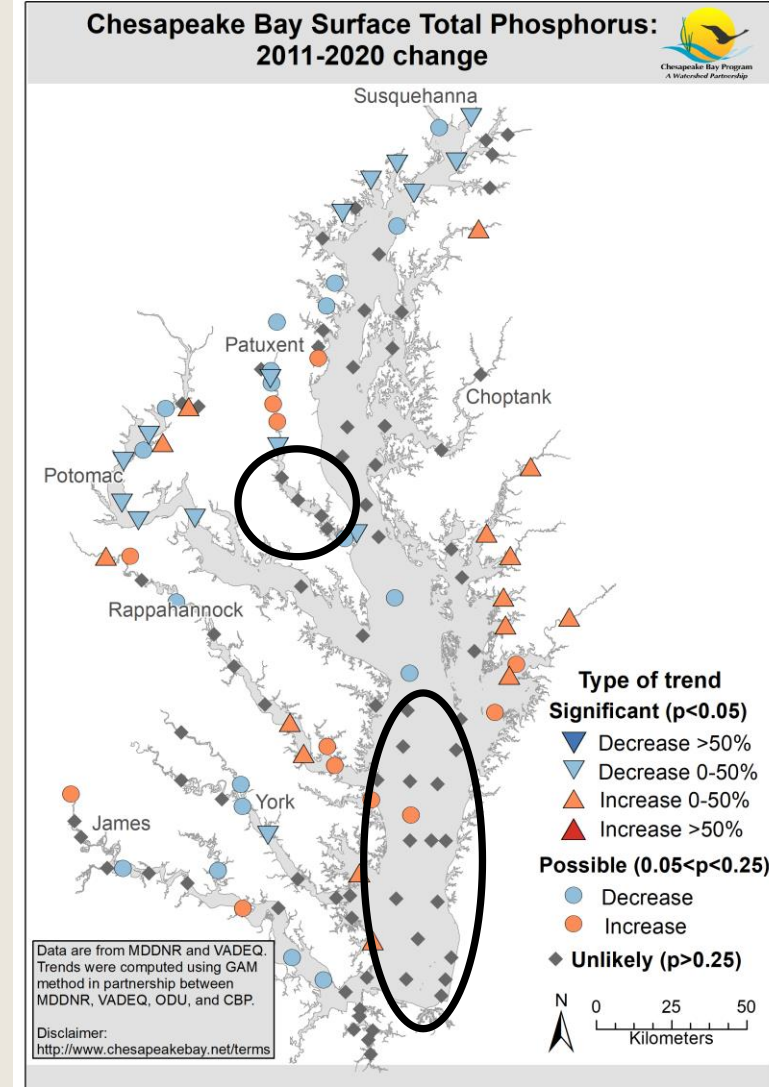 Chesapeake Bay Surface Total Phosphorus:
2011-2020 change
Chesapeake Bay Program
A Watershed Partnership
Susquehanna
Patuxent
Choptank
Potomac
Rappahannock
York
James
Type of trend
Significant (p<0.05)
Decrease >50%
Decrease 0-50%
Increase 0-50%
Increase >50%
Possible (0.05<p<0.25)
Decrease
Increase
Unlikely (p>0.25)
Data are from MDDNR and VADEQ.
Trends were computed using GAM
method in partnership between
MDDNR, VADEQ, ODU, and CBP.
Disclaimer:
http://www.chesapeakebay.net/terms
N
0 25 50
Kilometers